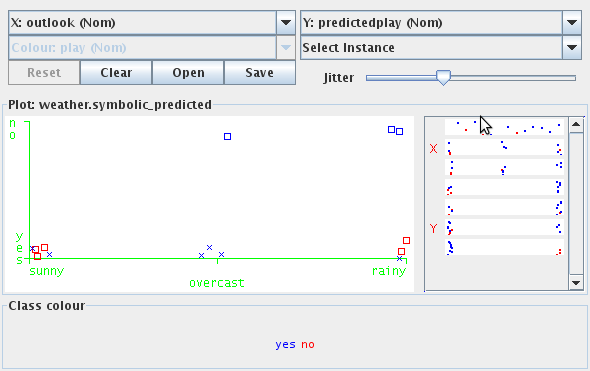 X: outlook (Nom) Y: predictedplay (Nom)
Colour: play (Nom) Select Instance
Reset Clear Open Save Jitter
Plot: weather.symbolic_predicted
no
yes
sunny overcast rainy
X
Y
Class colour
yes no